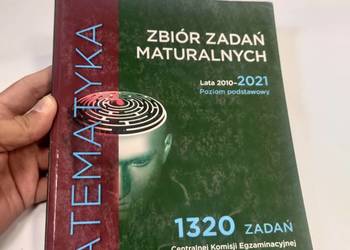 MATEMATYKA
ZBIÓR ZADAŃ
MATURALNYCH
Lata 2010–2021
Poziom podstawowy
1320 ZADAŃ
Centralnej Komisji Egzaminacyjnej